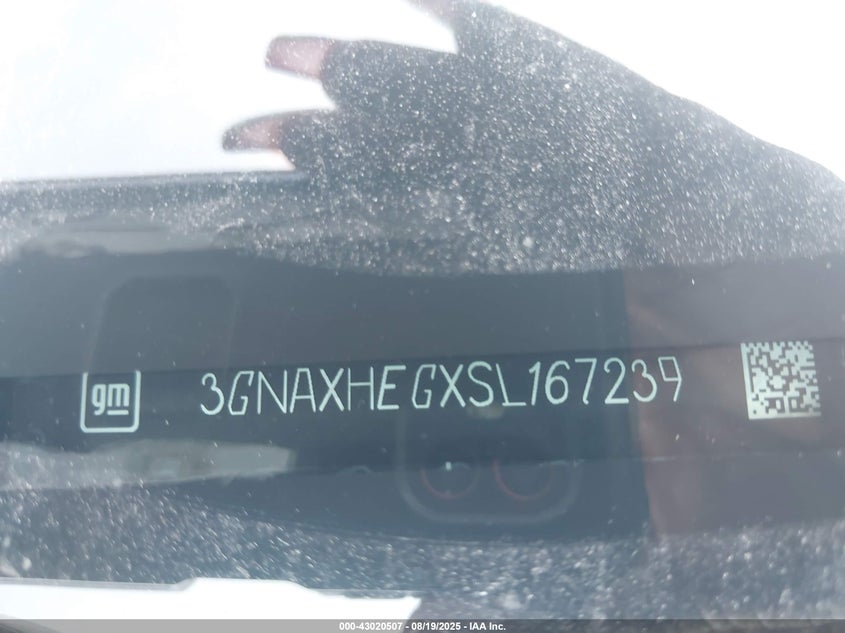 gm 3GNAXHEGXSL167239
000-43020507 - 08/19/2025 - IAA Inc.